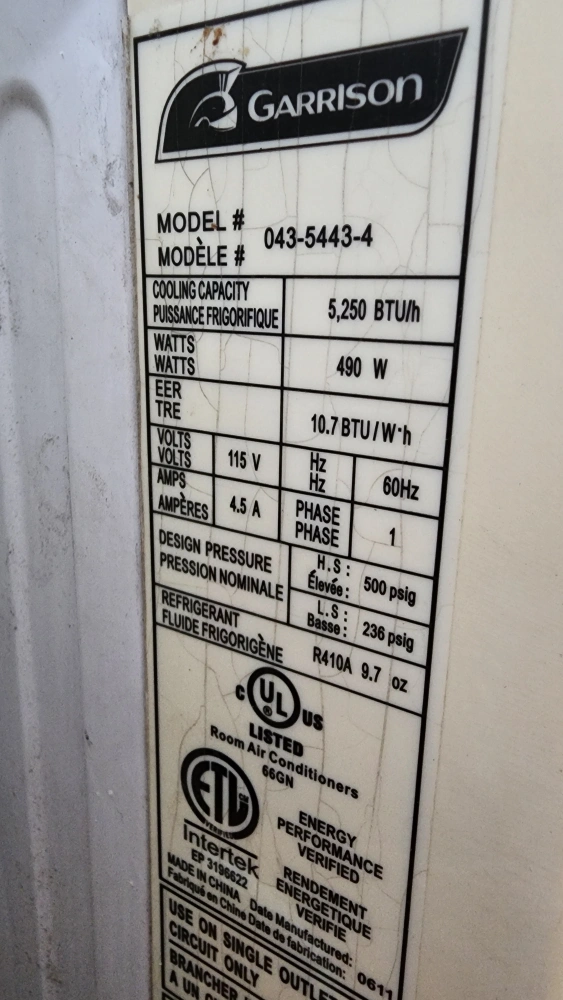 GARRISON
MODEL #
MODÈLE #
043-5443-4
COOLING CAPACITY
PUISSANCE FRIGORIFIQUE
5,250 BTU/h
WATTS
WATTS
490 W
EER
TRE
10.7 BTU/W·h
VOLTS
VOLTS
115 V
Hz
Hz
60Hz
AMPS
AMPÈRES
4.5 A
PHASE
PHASE
1
DESIGN PRESSURE
PRESSION NOMINALE
H.S:
Élevée:
500 psig
L.S:
Basse:
236 psig
REFRIGERANT
FLUIDE FRIGORIGÈNE
R410A 9.7 oz
C UL ® US
LISTED
Room Air Conditioners
66GN
ETL CM
VERIFIED
Intertek
EP 3196622
ENERGY
PERFORMANCE
VERIFIED
RENDEMENT
ENERGETIQUE
VERIFIE
MADE IN CHINA Date Manufactured:
Fabriqué en Chine Date de fabrication:
0611
USE ON SINGLE OUTLET
CIRCUIT ONLY
BRANCHER
A UN